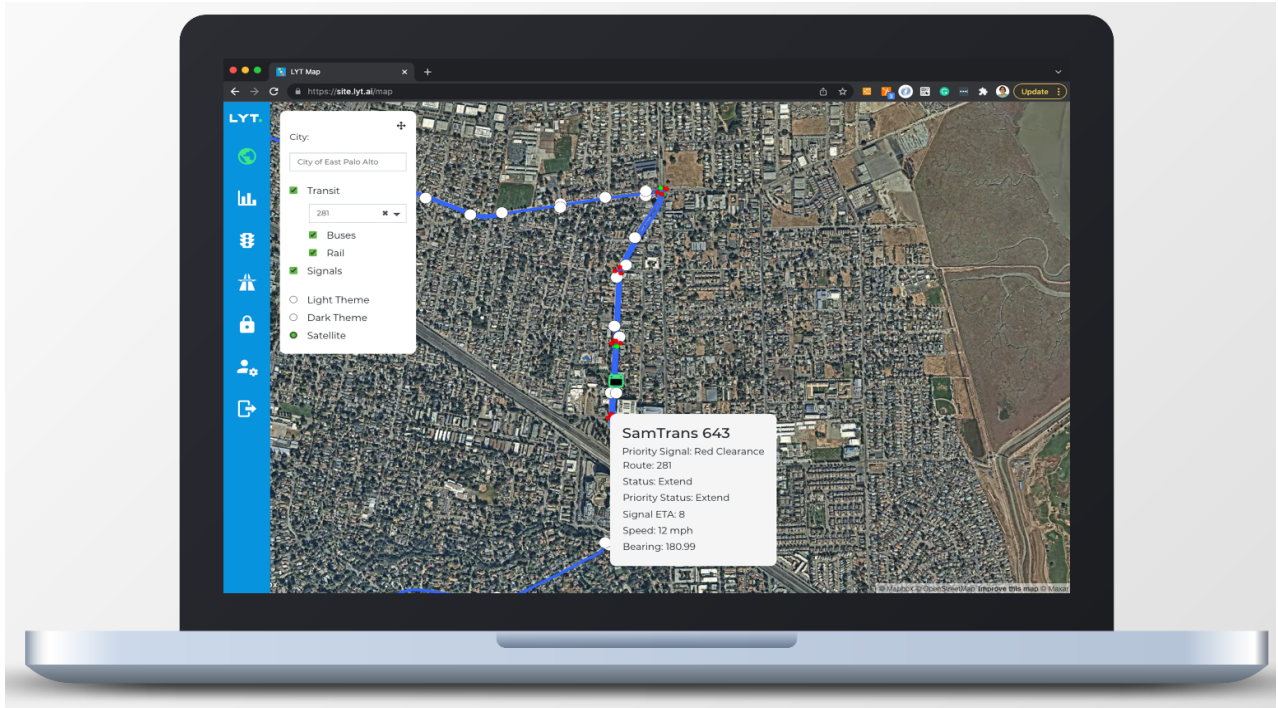 LYT Map
https://site.lyt.ai/map
Update
LYT.
City:
City of East Palo Alto
Transit
281
Buses
Rail
Signals
Light Theme
Dark Theme
Satellite
SamTrans 643
Priority Signal: Red Clearance
Route: 281
Status: Extend
Priority Status: Extend
Signal ETA: 8
Speed: 12 mph
Bearing: 180.99
© Mapbox © OpenStreetMap Improve this map © Maxar